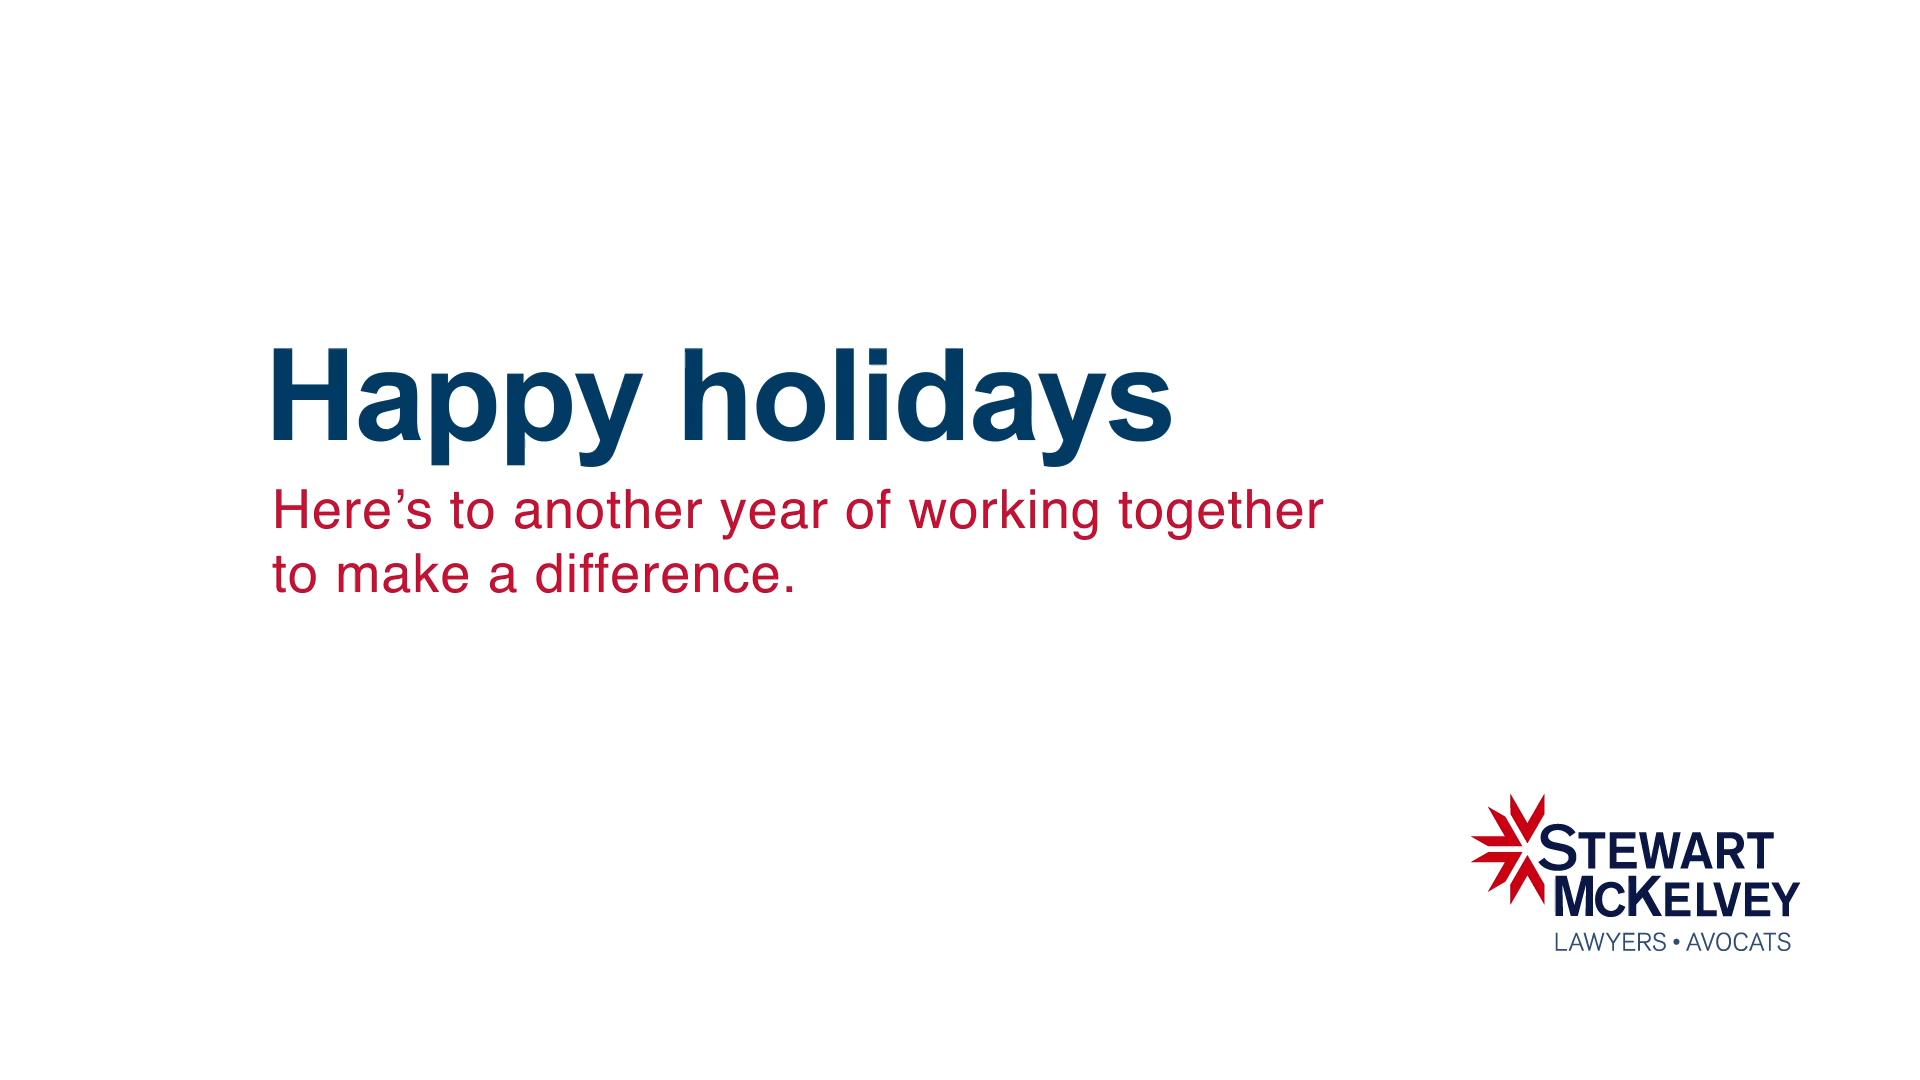 Happy holidays
Here’s to another year of working together
to make a difference.
STEWART
MCKELVEY
LAWYERS • AVOCATS